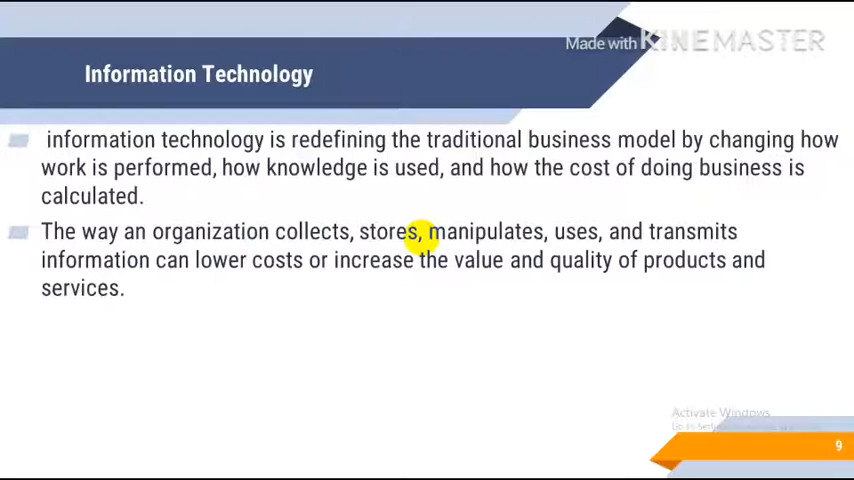 Made with KINEMASTER
Information Technology
information technology is redefining the traditional business model by changing how
work is performed, how knowledge is used, and how the cost of doing business is
calculated.
The way an organization collects, stores, manipulates, uses, and transmits
information can lower costs or increase the value and quality of products and
services.
Activate Windows
Go to
9